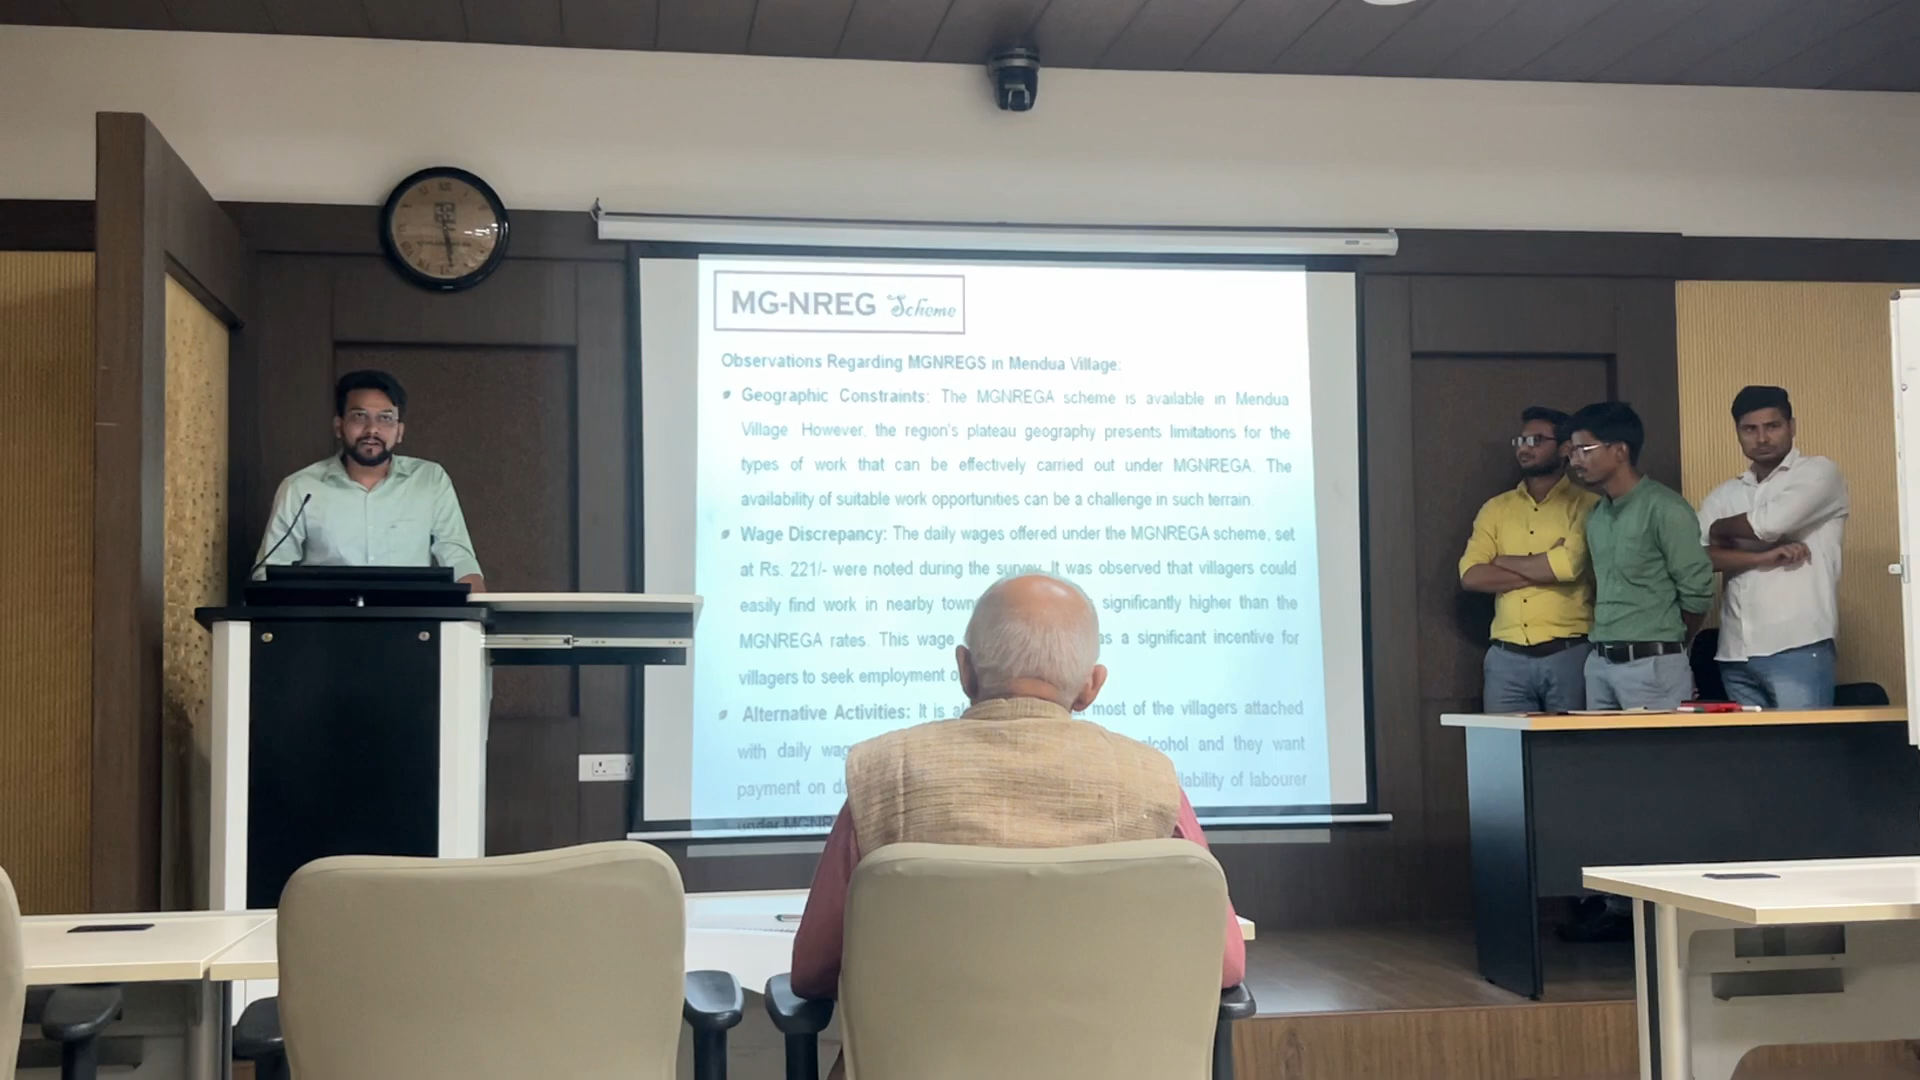 MG-NREG Scheme
Observations Regarding MGNREGS in Mendua Village:
Geographic Constraints: The MGNREGA scheme is available in Mendua
Village. However, the region's plateau geography presents limitations for the
types of work that can be effectively carried out under MGNREGA. The
availability of suitable work opportunities can be a challenge in such terrain.
Wage Discrepancy: The daily wages offered under the MGNREGA scheme, set
at Rs. 221/- were noted during the survey. It was observed that villagers could
easily find work in nearby significantly higher than the
MGNREGA rates. This wage as a significant incentive for
villagers to seek employment
Alternative Activities: It is most of the villagers attached
with daily and they want
payment on of labourer
under